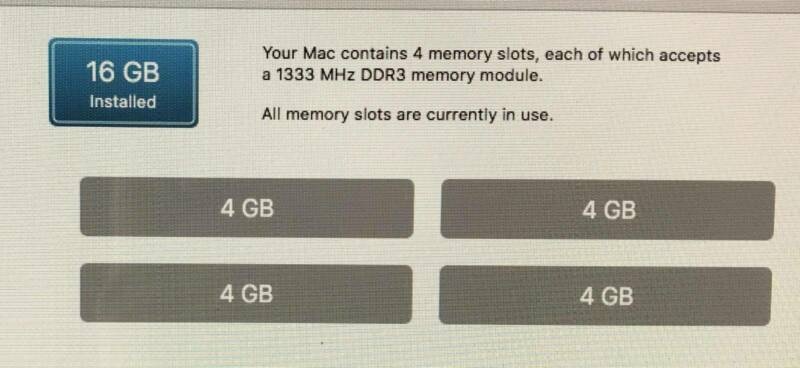 16 GB
Installed
Your Mac contains 4 memory slots, each of which accepts
a 1333 MHz DDR3 memory module.
All memory slots are currently in use.
4 GB
4 GB
4 GB
4 GB